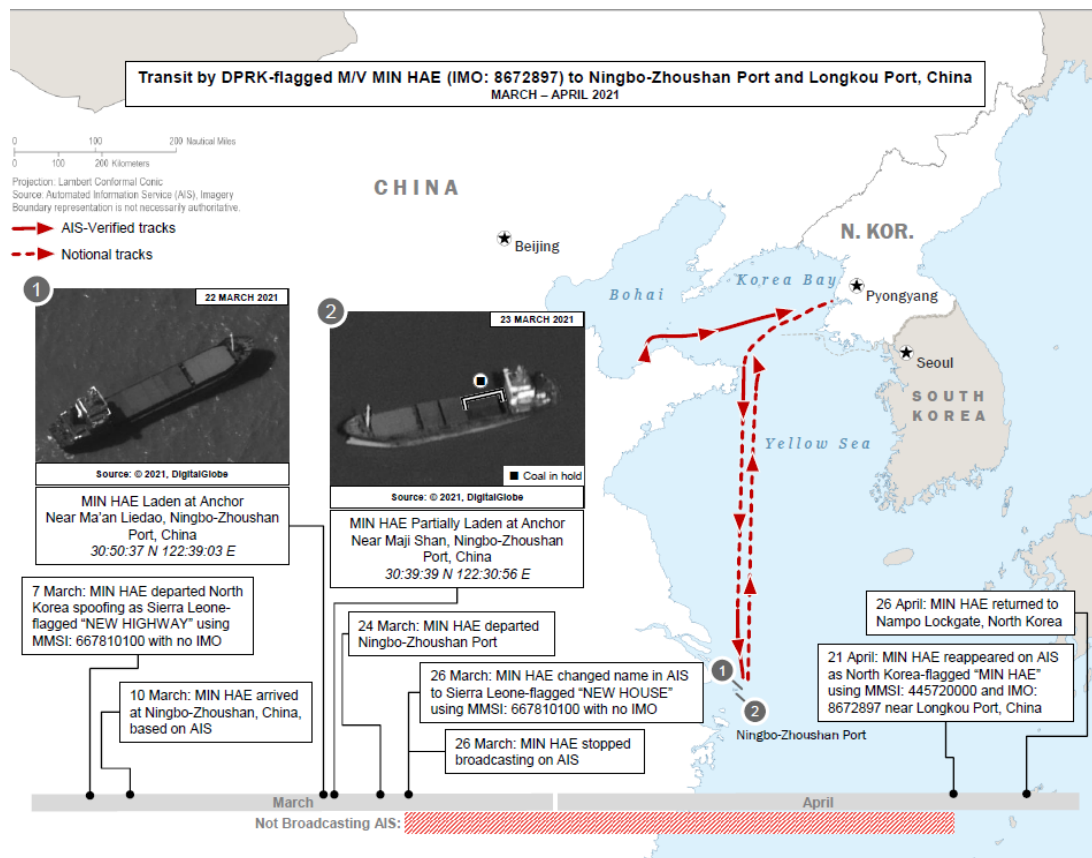 Transit by DPRK-flagged M/V MIN HAE (IMO: 8672897) to Ningbo-Zhoushan Port and Longkou Port, China
MARCH – APRIL 2021
0 100 200 Nautical Miles
0 100 200 Kilometers
Projection: Lambert Conformal Conic
Source: Automated Information Service (AIS), Imagery
Boundary representation is not necessarily authoritative.
AIS-Verified tracks
Notional tracks
CHINA
Beijing
N. KOR.
Korea Bay
Bohai
Pyongyang
Seoul
SOUTH
KOREA
Yellow Sea
1
22 MARCH 2021
Source: © 2021, DigitalGlobe
MIN HAE Laden at Anchor
Near Ma'an Liedao, Ningbo-Zhoushan
Port, China
30:50:37 N 122:39:03 E
2
23 MARCH 2021
Coal in hold
Source: © 2021, DigitalGlobe
MIN HAE Partially Laden at Anchor
Near Maji Shan, Ningbo-Zhoushan
Port, China
30:39:39 N 122:30:56 E
7 March: MIN HAE departed North
Korea spoofing as Sierra Leone-
flagged “NEW HIGHWAY” using
MMSI: 667810100 with no IMO
10 March: MIN HAE arrived
at Ningbo-Zhoushan, China,
based on AIS
24 March: MIN HAE departed
Ningbo-Zhoushan Port
26 March: MIN HAE changed name in AIS
to Sierra Leone-flagged “NEW HOUSE”
using MMSI: 667810100 with no IMO
26 March: MIN HAE stopped
broadcasting on AIS
1
2
Ningbo-Zhoushan Port
26 April: MIN HAE returned to
Nampo Lockgate, North Korea
21 April: MIN HAE reappeared on AIS
as North Korea-flagged “MIN HAE”
using MMSI: 445720000 and IMO:
8672897 near Longkou Port, China
March
April
Not Broadcasting AIS: